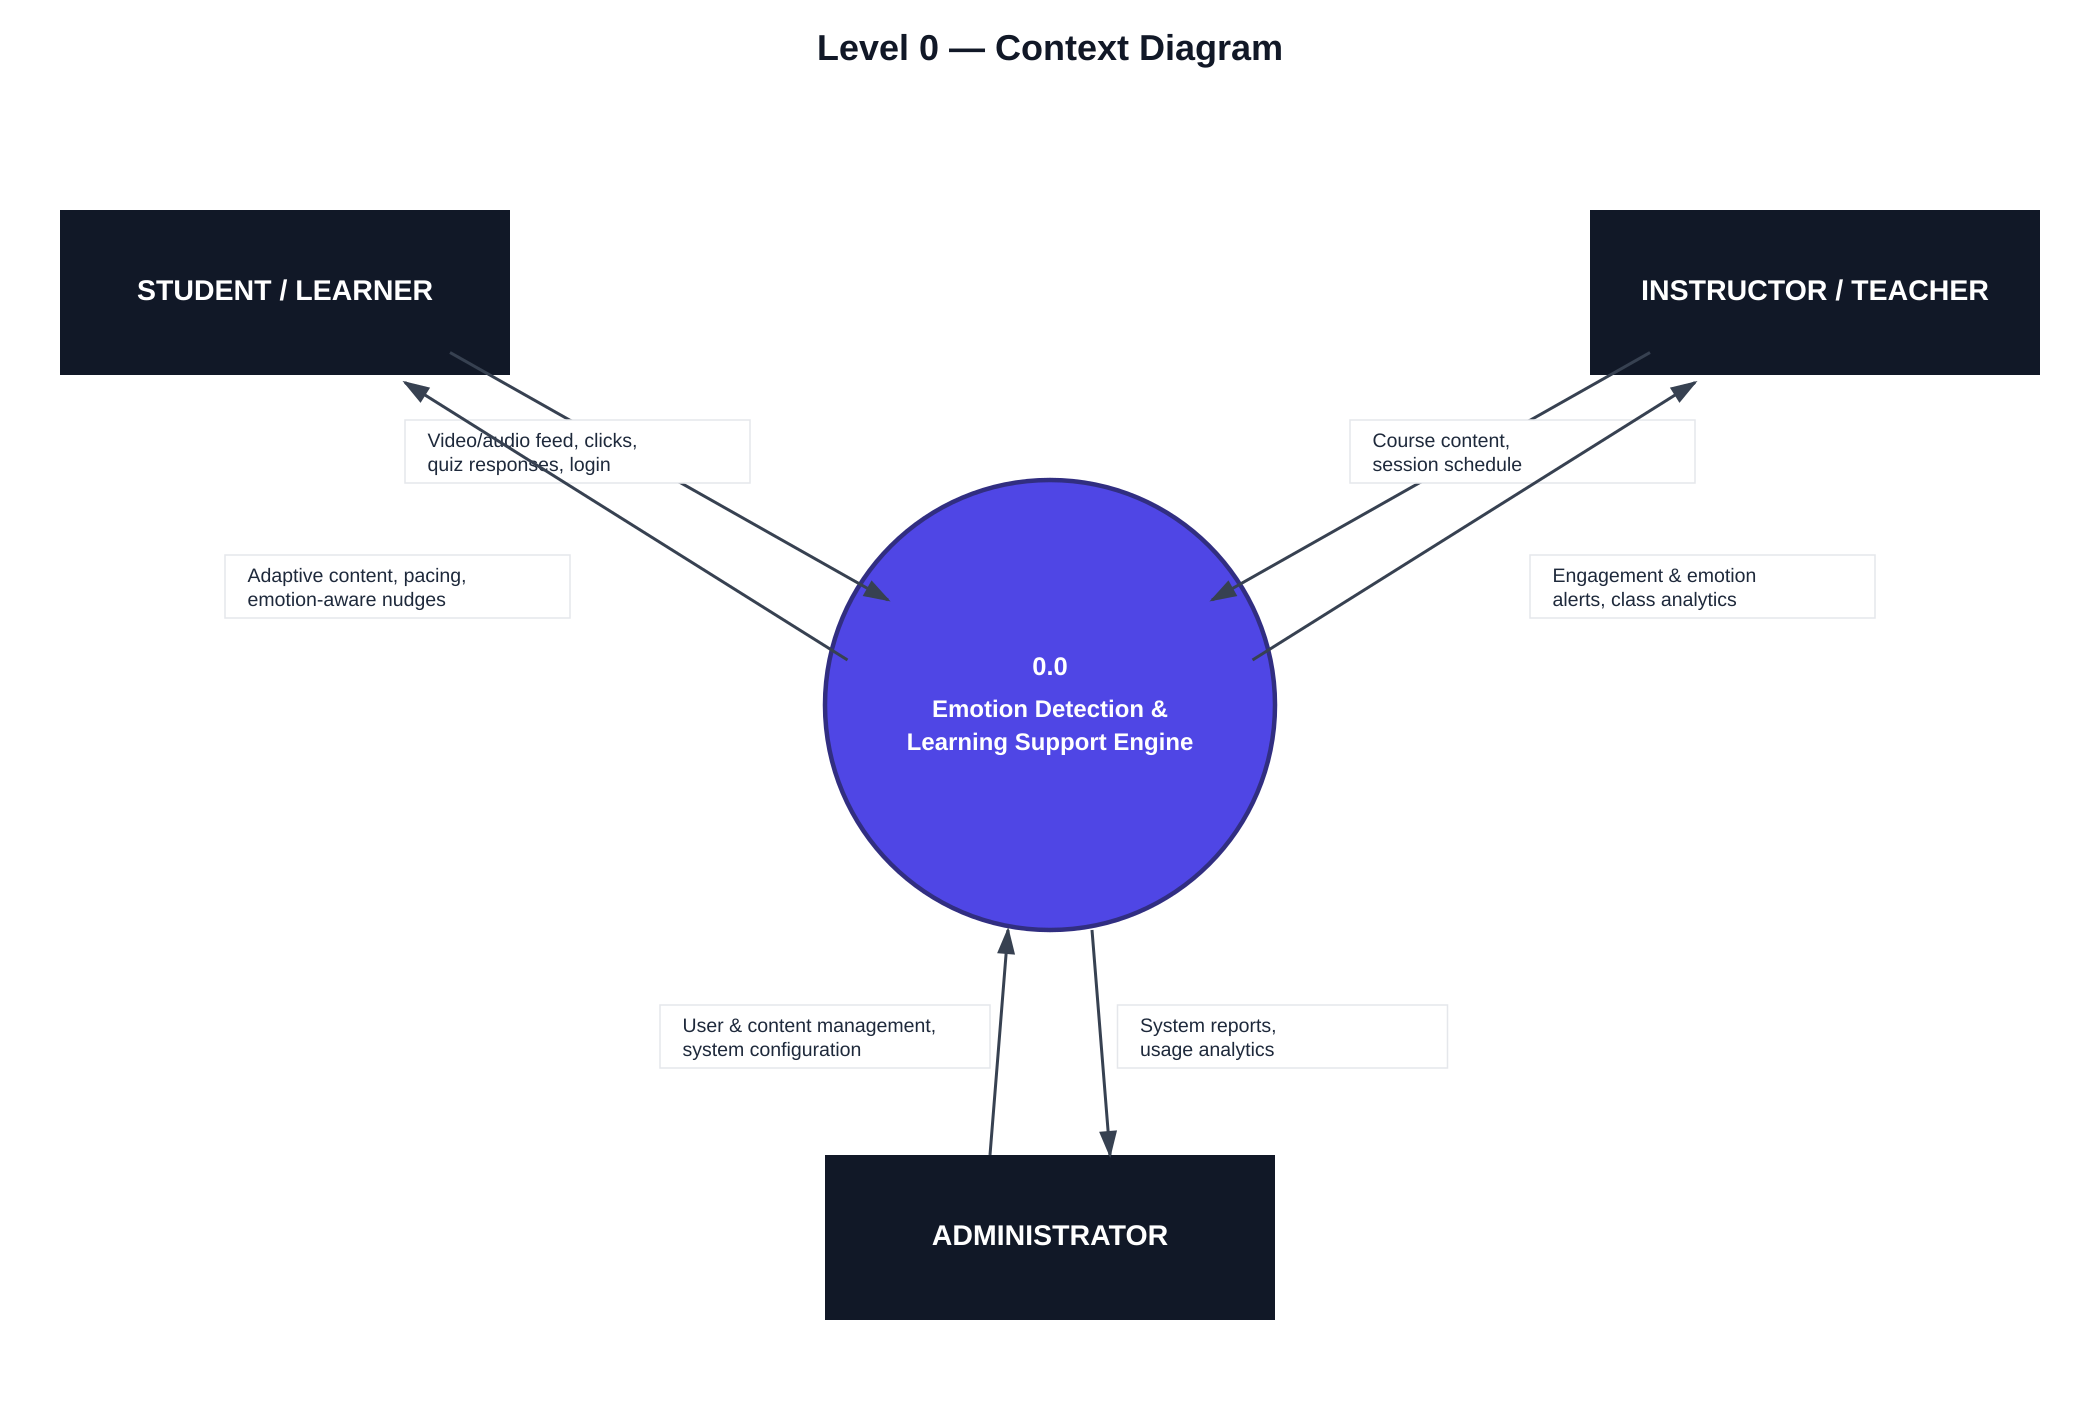 Level 0 — Context Diagram
STUDENT / LEARNER
INSTRUCTOR / TEACHER
Video/audio feed, clicks,
quiz responses, login
Course content,
session schedule
Adaptive content, pacing,
emotion-aware nudges
Engagement & emotion
alerts, class analytics
0.0
Emotion Detection &
Learning Support Engine
User & content management,
system configuration
System reports,
usage analytics
ADMINISTRATOR